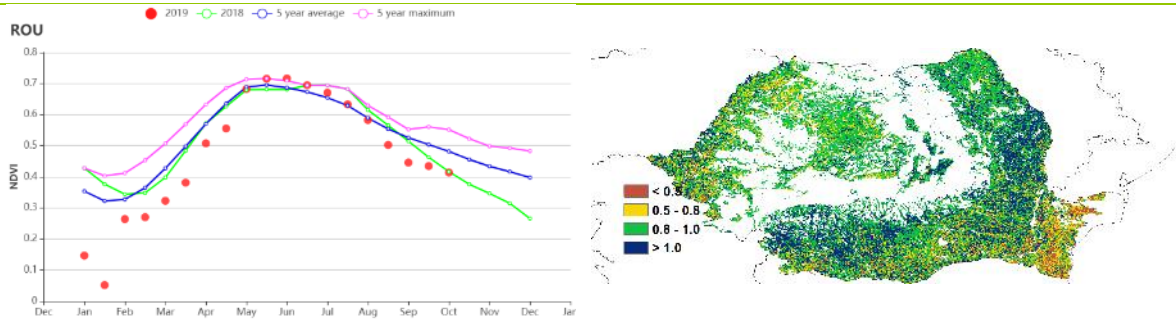 2019 2018 5 year average 5 year maximum
ROU
0.8
0.7
0.6
0.5
0.4
0.3
0.2
0.1
0
NDVI
Dec Jan Feb Mar Apr May Jun Jul Aug Sep Oct Nov Dec Jan
< 0.5
0.5 - 0.8
0.8 - 1.0
> 1.0